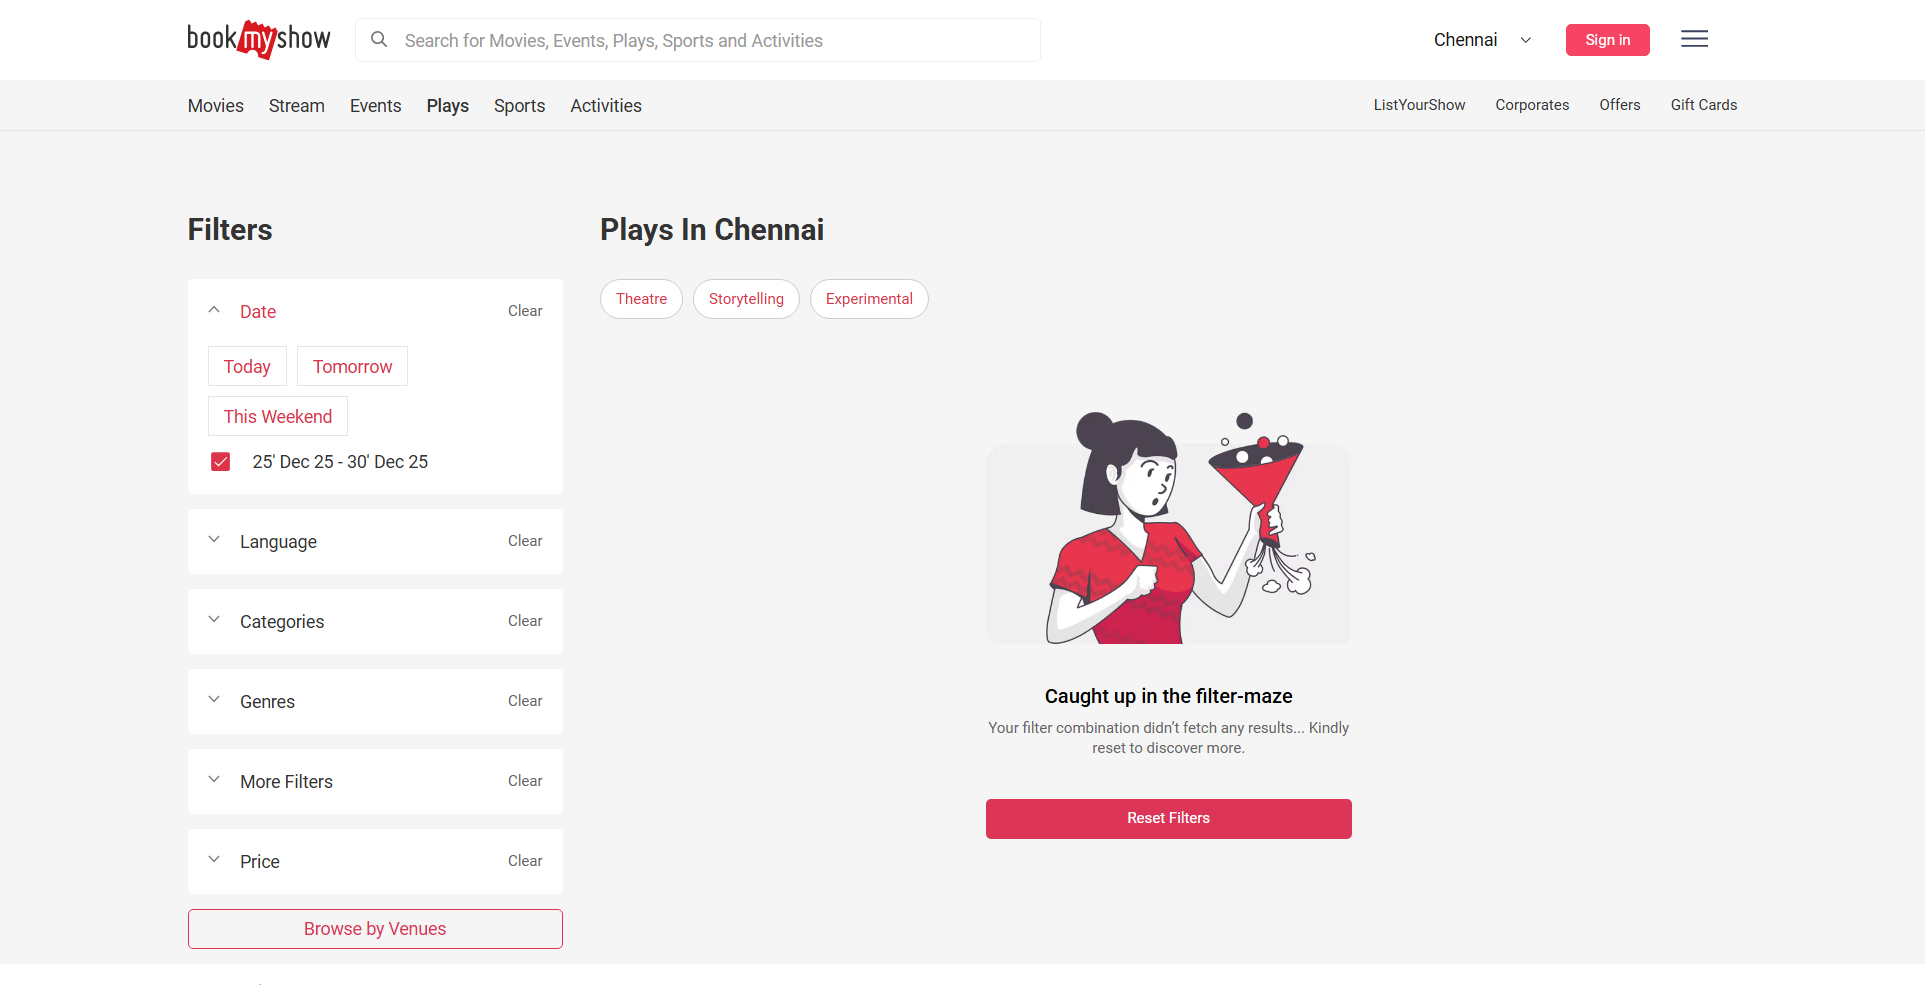 bookmyshow
Search for Movies, Events, Plays, Sports and Activities
Chennai
Sign in
Movies Stream Events Plays Sports Activities
ListYourShow Corporates Offers Gift Cards
Filters
Date Clear
Today Tomorrow
This Weekend
25' Dec 25 - 30' Dec 25
Language Clear
Categories Clear
Genres Clear
More Filters Clear
Price Clear
Browse by Venues
Plays In Chennai
Theatre Storytelling Experimental
Caught up in the filter-maze
Your filter combination didn’t fetch any results... Kindly
reset to discover more.
Reset Filters